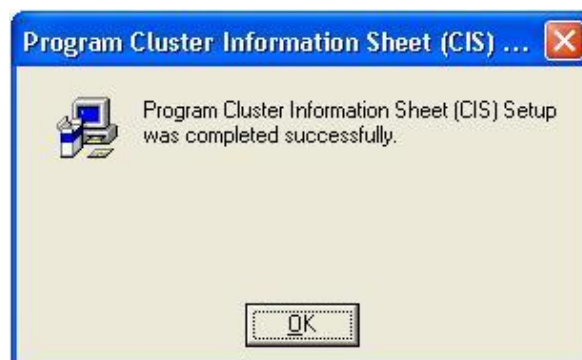 Program Cluster Information Sheet (CIS) ...
Program Cluster Information Sheet (CIS) Setup
was completed successfully.
OK